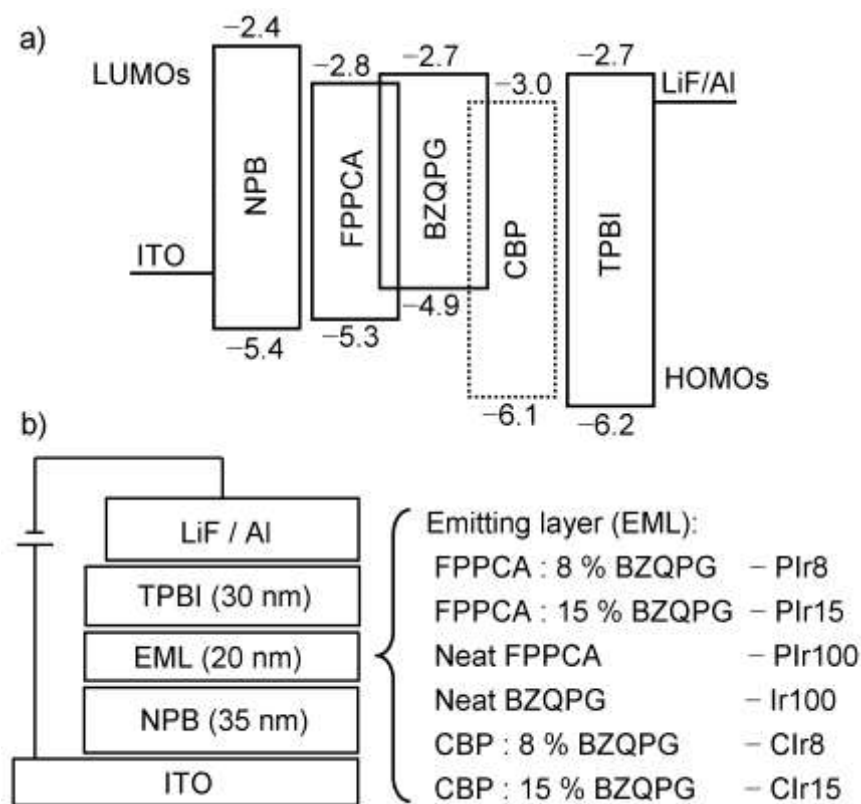 a)
LUMOs
−2.4
−2.8
−2.7
−3.0
−2.7
LiF/Al
NPB
FPPCA
BZQPG
CBP
TPBI
ITO
−5.4
−5.3
−4.9
−6.1
−6.2
HOMOs
b)
LiF / Al
TPBI (30 nm)
EML (20 nm)
NPB (35 nm)
ITO
Emitting layer (EML):
FPPCA : 8 % BZQPG − PIr8
FPPCA : 15 % BZQPG − PIr15
Neat FPPCA − PIr100
Neat BZQPG − Ir100
CBP : 8 % BZQPG − CIr8
CBP : 15 % BZQPG − CIr15